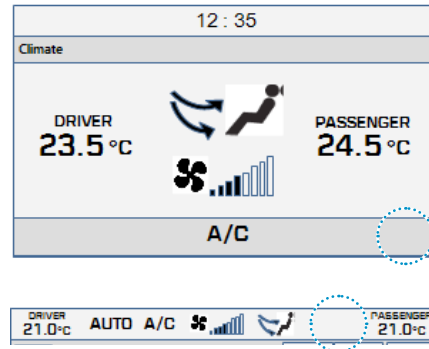 12 : 35
Climate
DRIVER
23.5 °C
PASSENGER
24.5 °C
A/C
DRIVER
21.0°C
AUTO A/C
PASSENGER
21.0°C